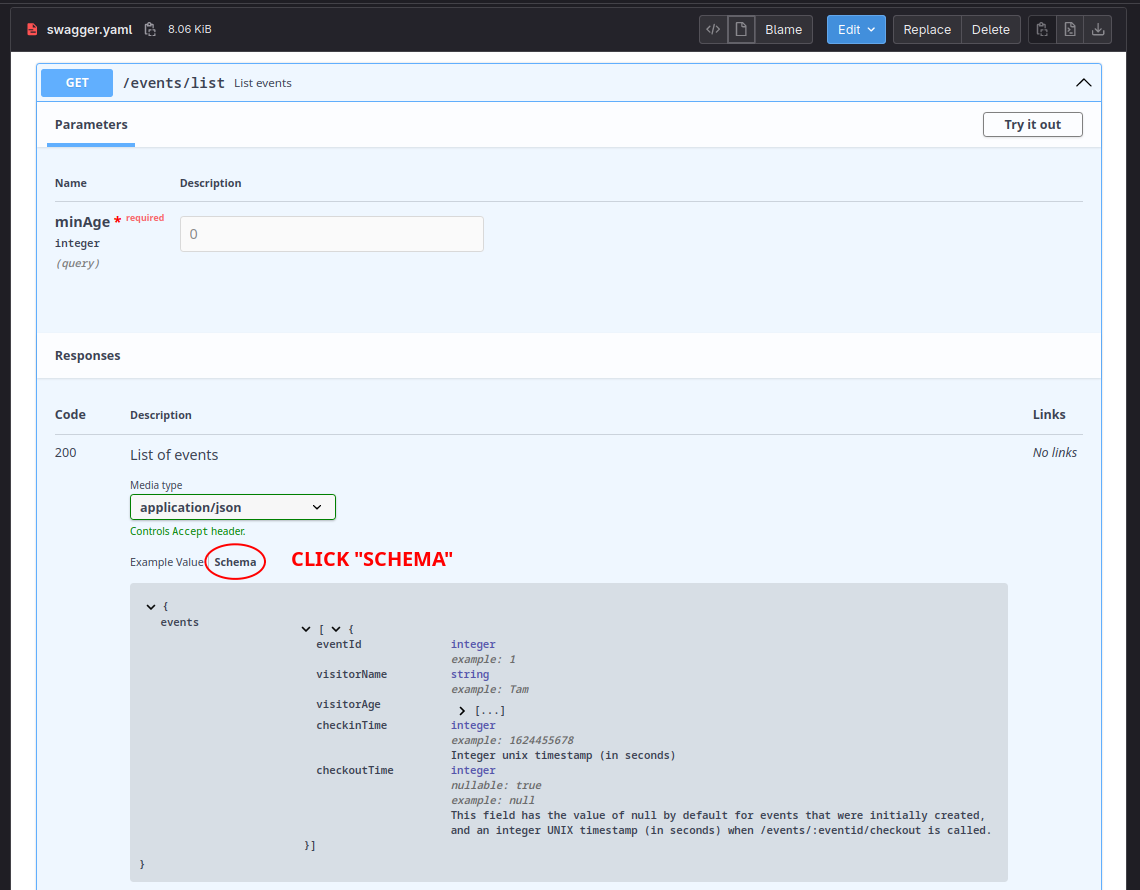 swagger.yaml 8.06 KiB </> Blame Edit Replace Delete
GET /events/list List events
Parameters Try it out
Name Description
minAge * required 0
integer
(query)
Responses
Code Description Links
200 List of events No links
Media type
application/json
Controls Accept header.
Example Value Schema CLICK "SCHEMA"
{
events
[ {
eventId integer
example: 1
visitorName string
example: Tam
visitorAge [...]
checkinTime integer
example: 1624455678
Integer unix timestamp (in seconds)
checkoutTime integer
nullable: true
example: null
This field has the value of null by default for events that were initially created,
and an integer UNIX timestamp (in seconds) when /events/:eventid/checkout is called.
}]
}